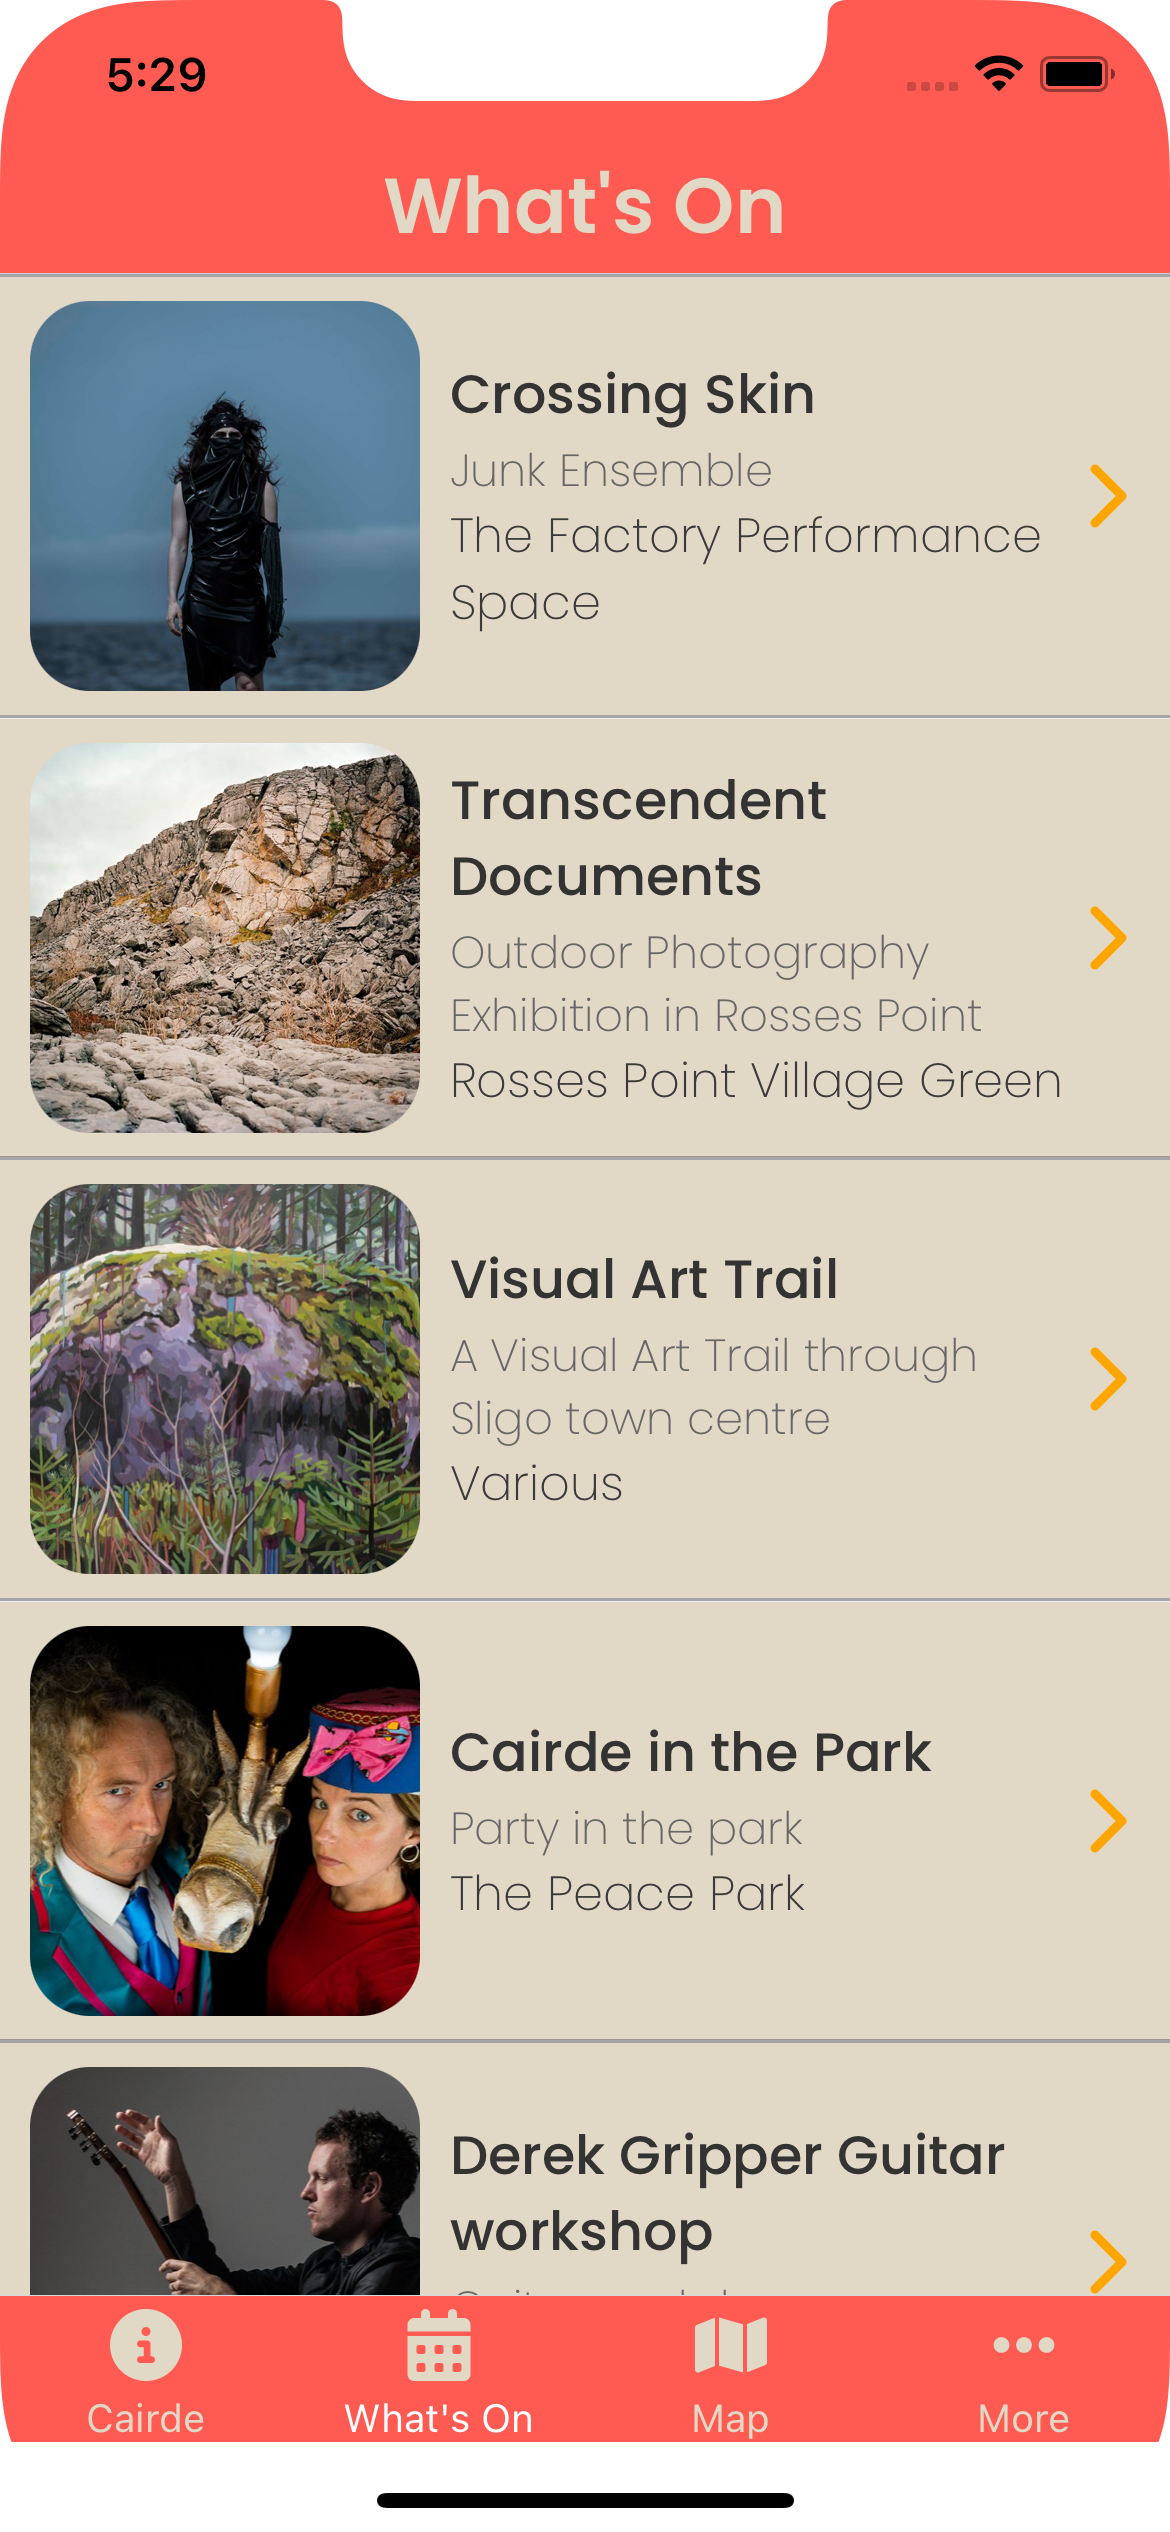 5:29
What's On
Crossing Skin
Junk Ensemble
The Factory Performance
Space
Transcendent
Documents
Outdoor Photography
Exhibition in Rosses Point
Rosses Point Village Green
Visual Art Trail
A Visual Art Trail through
Sligo town centre
Various
Cairde in the Park
Party in the park
The Peace Park
Derek Gripper Guitar
workshop
Cairde
What's On
Map
More